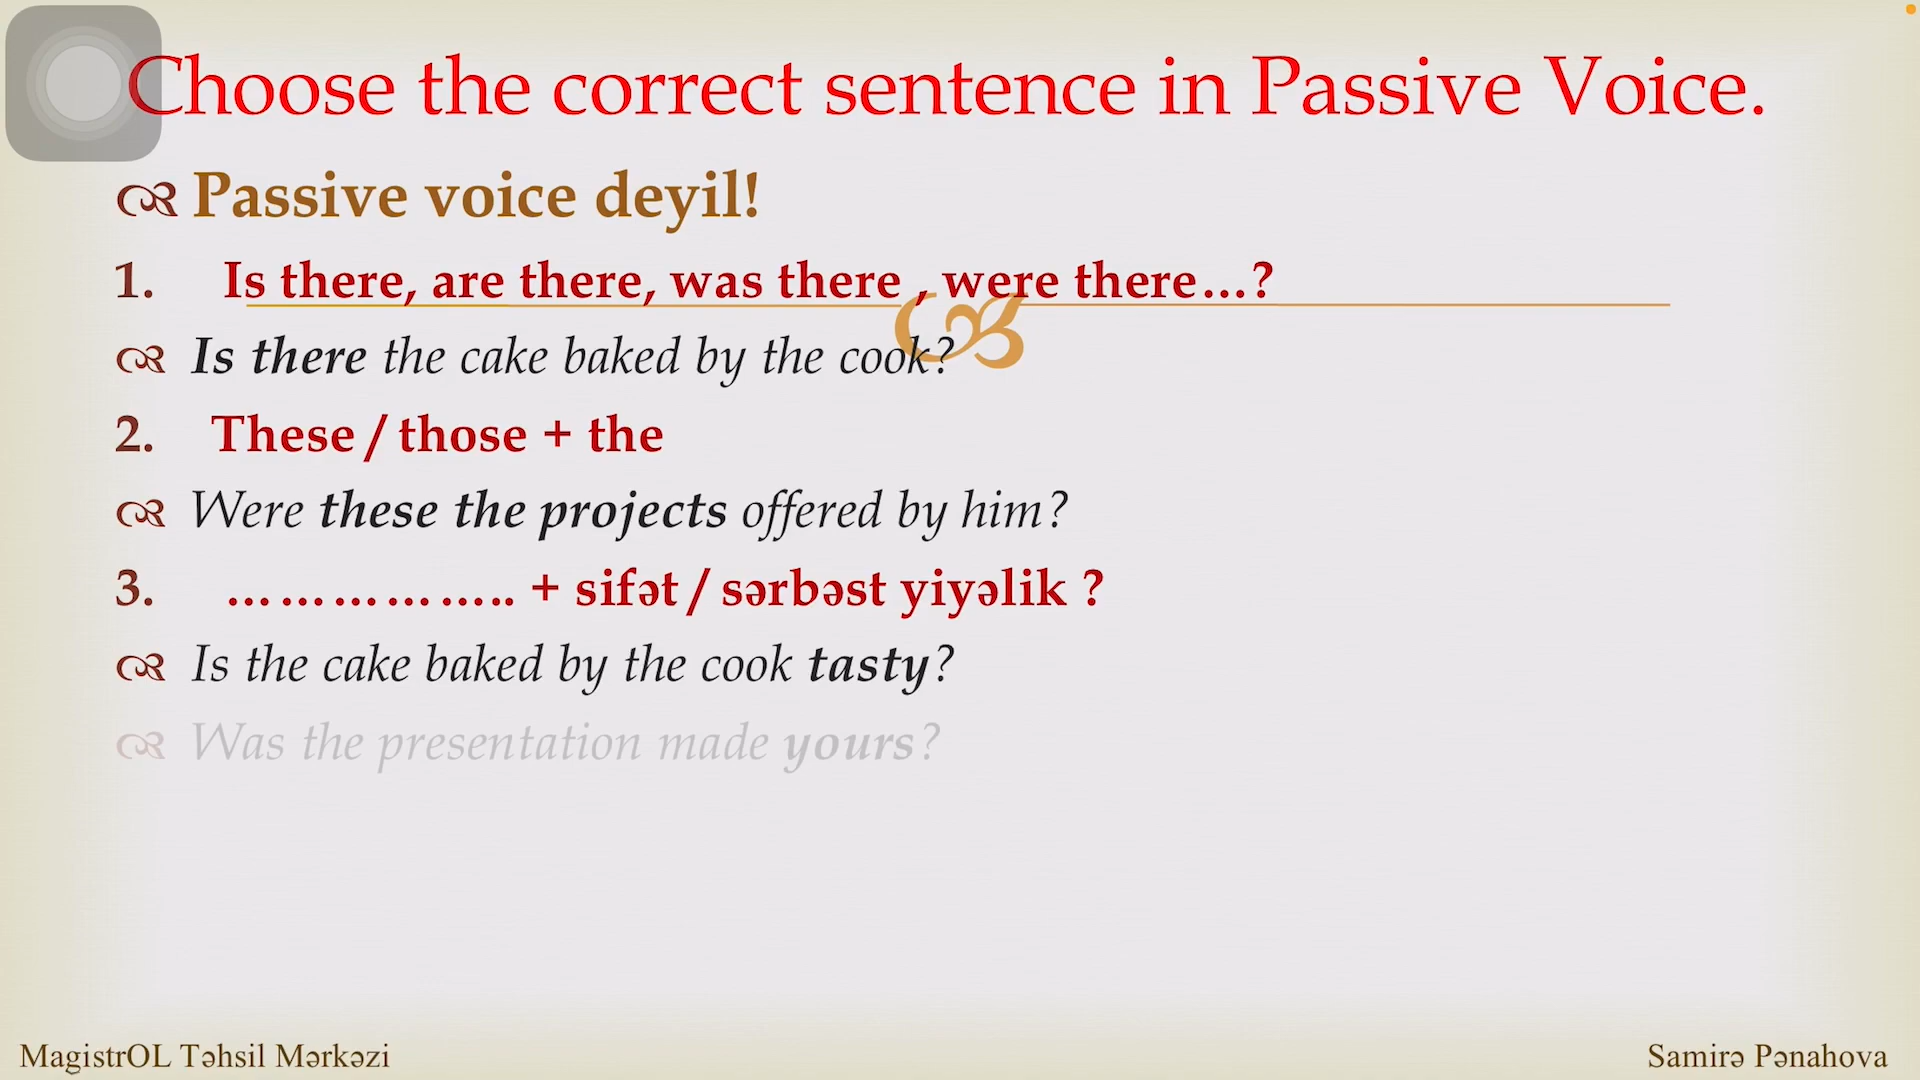 Choose the correct sentence in Passive Voice.
Passive voice deyil!
1. Is there, are there, was there , were there…?
Is there the cake baked by the cook?
2. These / those + the
Were these the projects offered by him?
3. …………….. + sifət / sərbəst yiyəlik ?
Is the cake baked by the cook tasty?
Was the presentation made yours?
MagistrOL Təhsil Mərkəzi
Samirə Pənahova